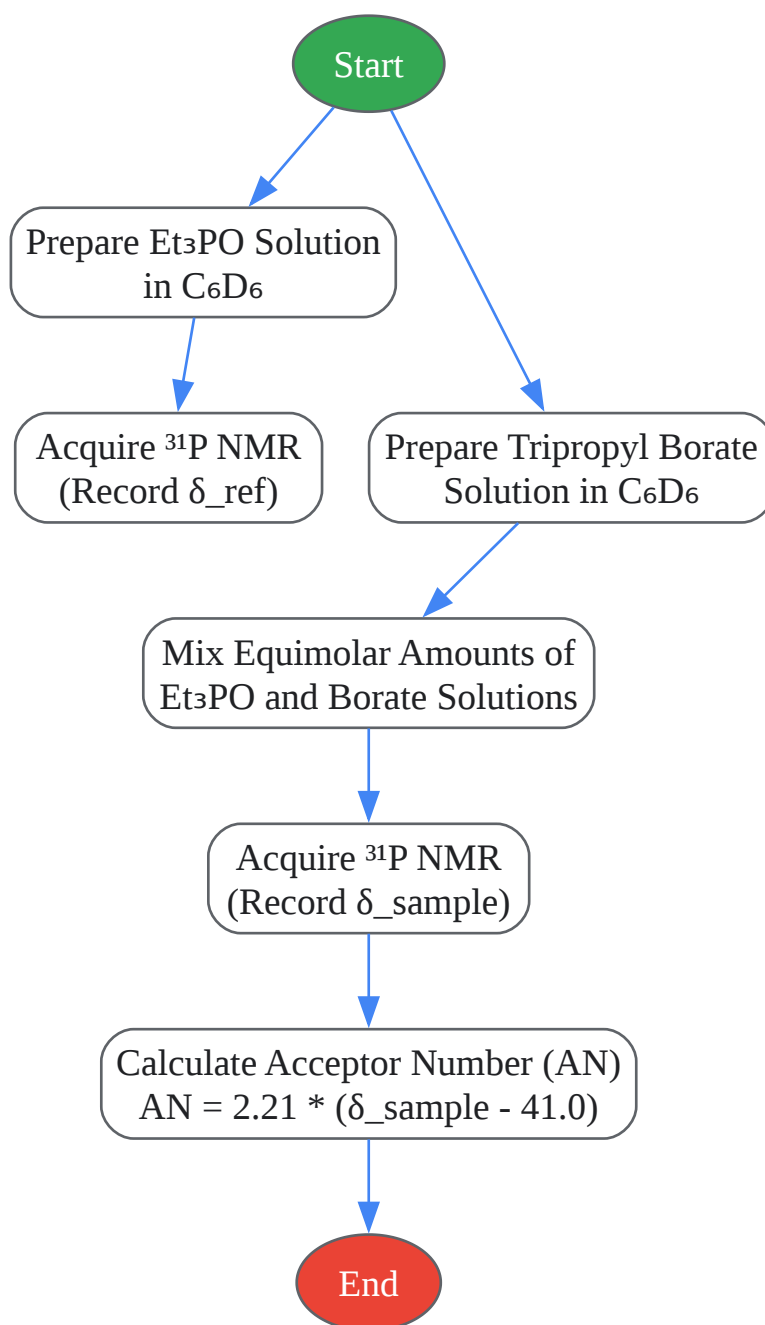 Start
Prepare Et₃PO Solution
in C₆D₆
Acquire ³¹P NMR
(Record δ_ref)
Prepare Tripropyl Borate
Solution in C₆D₆
Mix Equimolar Amounts of
Et₃PO and Borate Solutions
Acquire ³¹P NMR
(Record δ_sample)
Calculate Acceptor Number (AN)
AN = 2.21 * (δ_sample - 41.0)
End